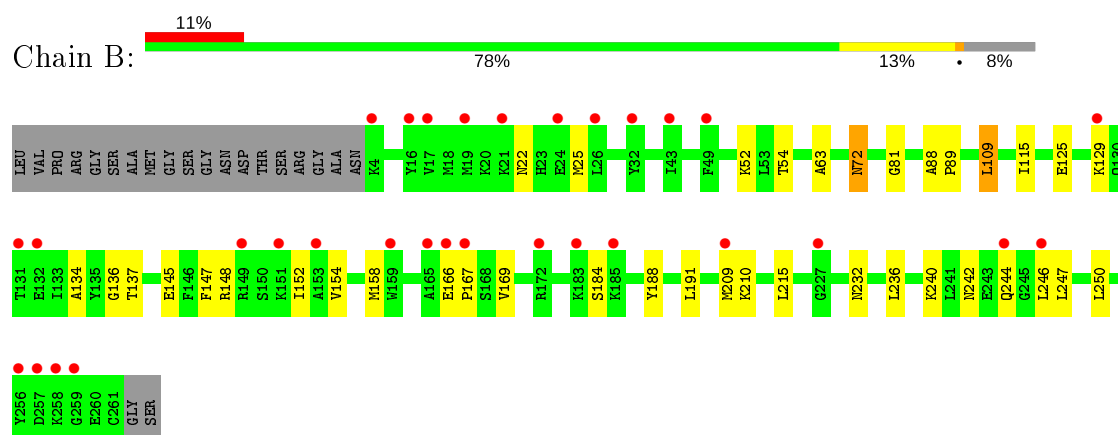 11%
Chain B:
78% 13% • 8%
LEU VAL PRO ARG GLY SER ALA MET GLY SER GLY ASN ASP THR SER ARG GLY ALA ASN K4 Y16 V17 M18 M19 K20 K21 N22 H23 E24 M25 L26 Y32 I43 F49 K52 L53 T54 A63 N72 G81 A88 P89 L109 I115 E125 K129 Q130
T131 E132 I133 A134 Y135 G136 T137 E145 F146 F147 R148 R149 S150 K151 I152 A153 V154 M158 W159 A165 E166 P167 S168 V169 R172 K183 S184 K185 Y188 L191 M209 K210 L215 G227 N232 L236 K240 L241 N242 E243 Q244 G245 L246 L247 L250
Y256 D257 K258 G259 E260 C261 GLY SER